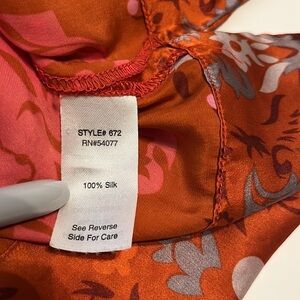 STYLE# 672
RN#54077
100% Silk
See Reverse
Side For Care